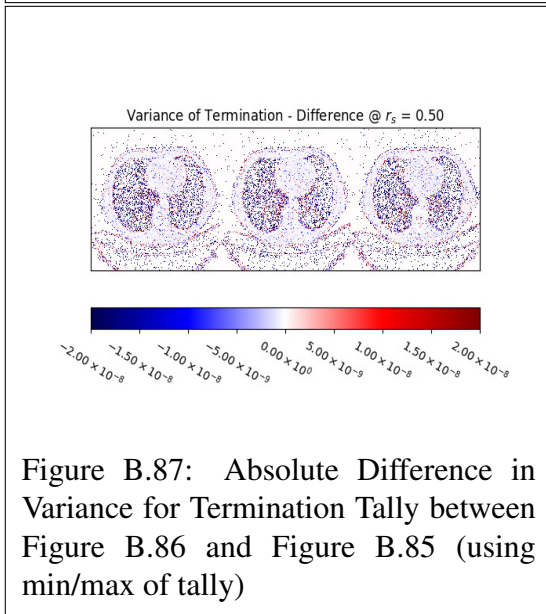 Variance of Termination - Difference @ r_s = 0.50
−2.00 × 10⁻⁸
−1.50 × 10⁻⁸
−1.00 × 10⁻⁸
−5.00 × 10⁻⁹
0.00 × 10⁰
5.00 × 10⁻⁹
1.00 × 10⁻⁸
1.50 × 10⁻⁸
2.00 × 10⁻⁸
Figure B.87: Absolute Difference in
Variance for Termination Tally between
Figure B.86 and Figure B.85 (using
min/max of tally)